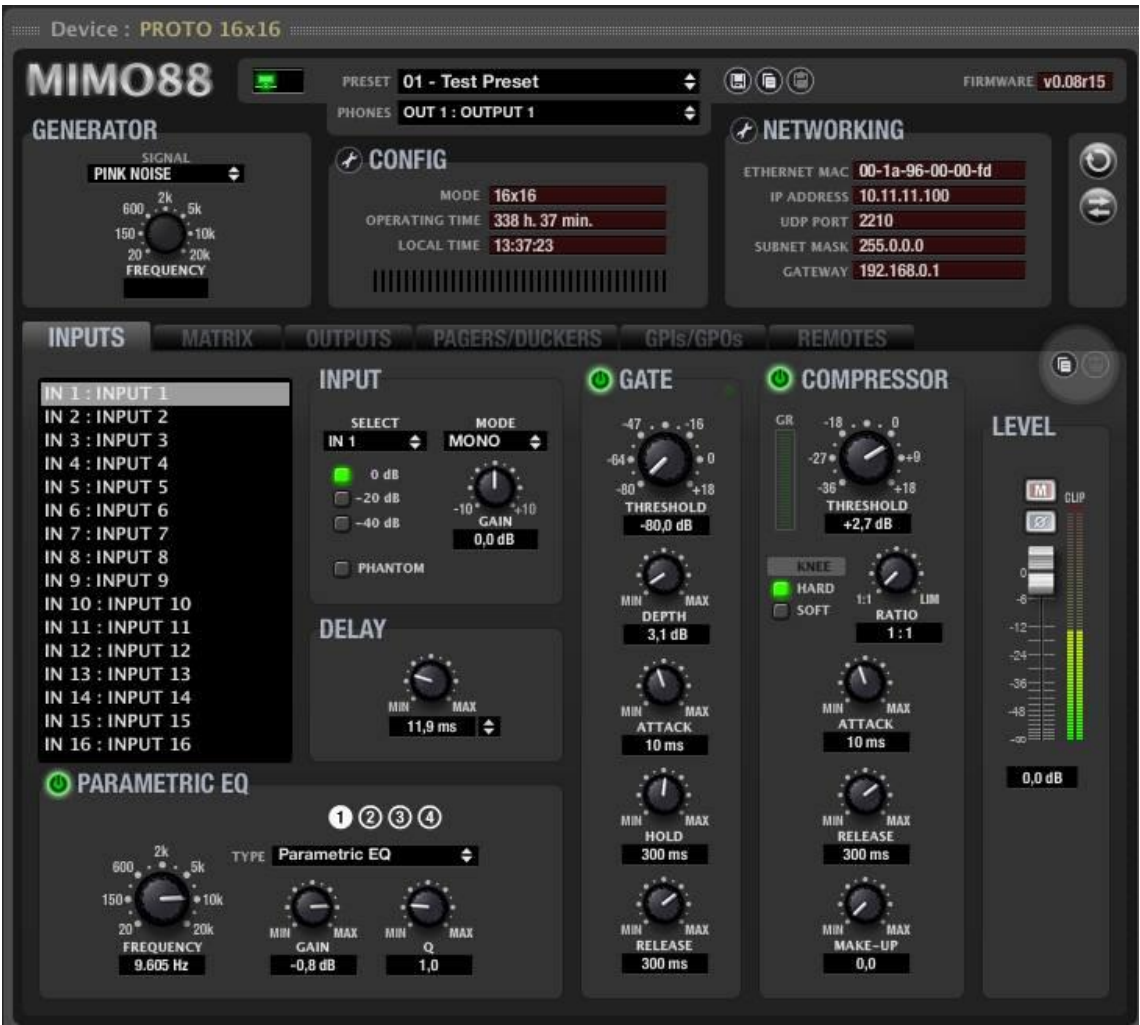 Device : PROTO 16x16
MIMO88
PRESET 01 - Test Preset
FIRMWARE v0.08r15
PHONES OUT 1 : OUTPUT 1
GENERATOR
SIGNAL
PINK NOISE
2k
600 5k
150 10k
20 20k
FREQUENCY
CONFIG
MODE 16x16
OPERATING TIME 338 h. 37 min.
LOCAL TIME 13:37:23
NETWORKING
ETHERNET MAC 00-1a-96-00-00-fd
IP ADDRESS 10.11.11.100
UDP PORT 2210
SUBNET MASK 255.0.0.0
GATEWAY 192.168.0.1
INPUTS MATRIX OUTPUTS PAGERS/DUCKERS GPIs/GPOs REMOTES
IN 1 : INPUT 1
IN 2 : INPUT 2
IN 3 : INPUT 3
IN 4 : INPUT 4
IN 5 : INPUT 5
IN 6 : INPUT 6
IN 7 : INPUT 7
IN 8 : INPUT 8
IN 9 : INPUT 9
IN 10 : INPUT 10
IN 11 : INPUT 11
IN 12 : INPUT 12
IN 13 : INPUT 13
IN 14 : INPUT 14
IN 15 : INPUT 15
IN 16 : INPUT 16
INPUT
SELECT MODE
IN 1 MONO
0 dB
-20 dB
-40 dB
-10 +10
GAIN
0,0 dB
PHANTOM
DELAY
MIN MAX
11,9 ms
GATE
-47 -16
-64 0
-80 +18
THRESHOLD
-80,0 dB
MIN MAX
DEPTH
3,1 dB
MIN MAX
ATTACK
10 ms
MIN MAX
HOLD
300 ms
MIN MAX
RELEASE
300 ms
COMPRESSOR
GR
-18 0
-27 +9
-36 +18
THRESHOLD
+2,7 dB
KNEE
HARD
SOFT
1:1 LIM
RATIO
1 : 1
MIN MAX
ATTACK
10 ms
MIN MAX
RELEASE
300 ms
MIN MAX
MAKE-UP
0,0
LEVEL
M CLIP
Ø
0
-6
-12
-24
-36
-48
-∞
0,0 dB
PARAMETRIC EQ
1 2 3 4
TYPE Parametric EQ
2k
600 5k
150 10k
20 20k
FREQUENCY
9.605 Hz
MIN MAX
GAIN
-0,8 dB
MIN MAX
Q
1,0